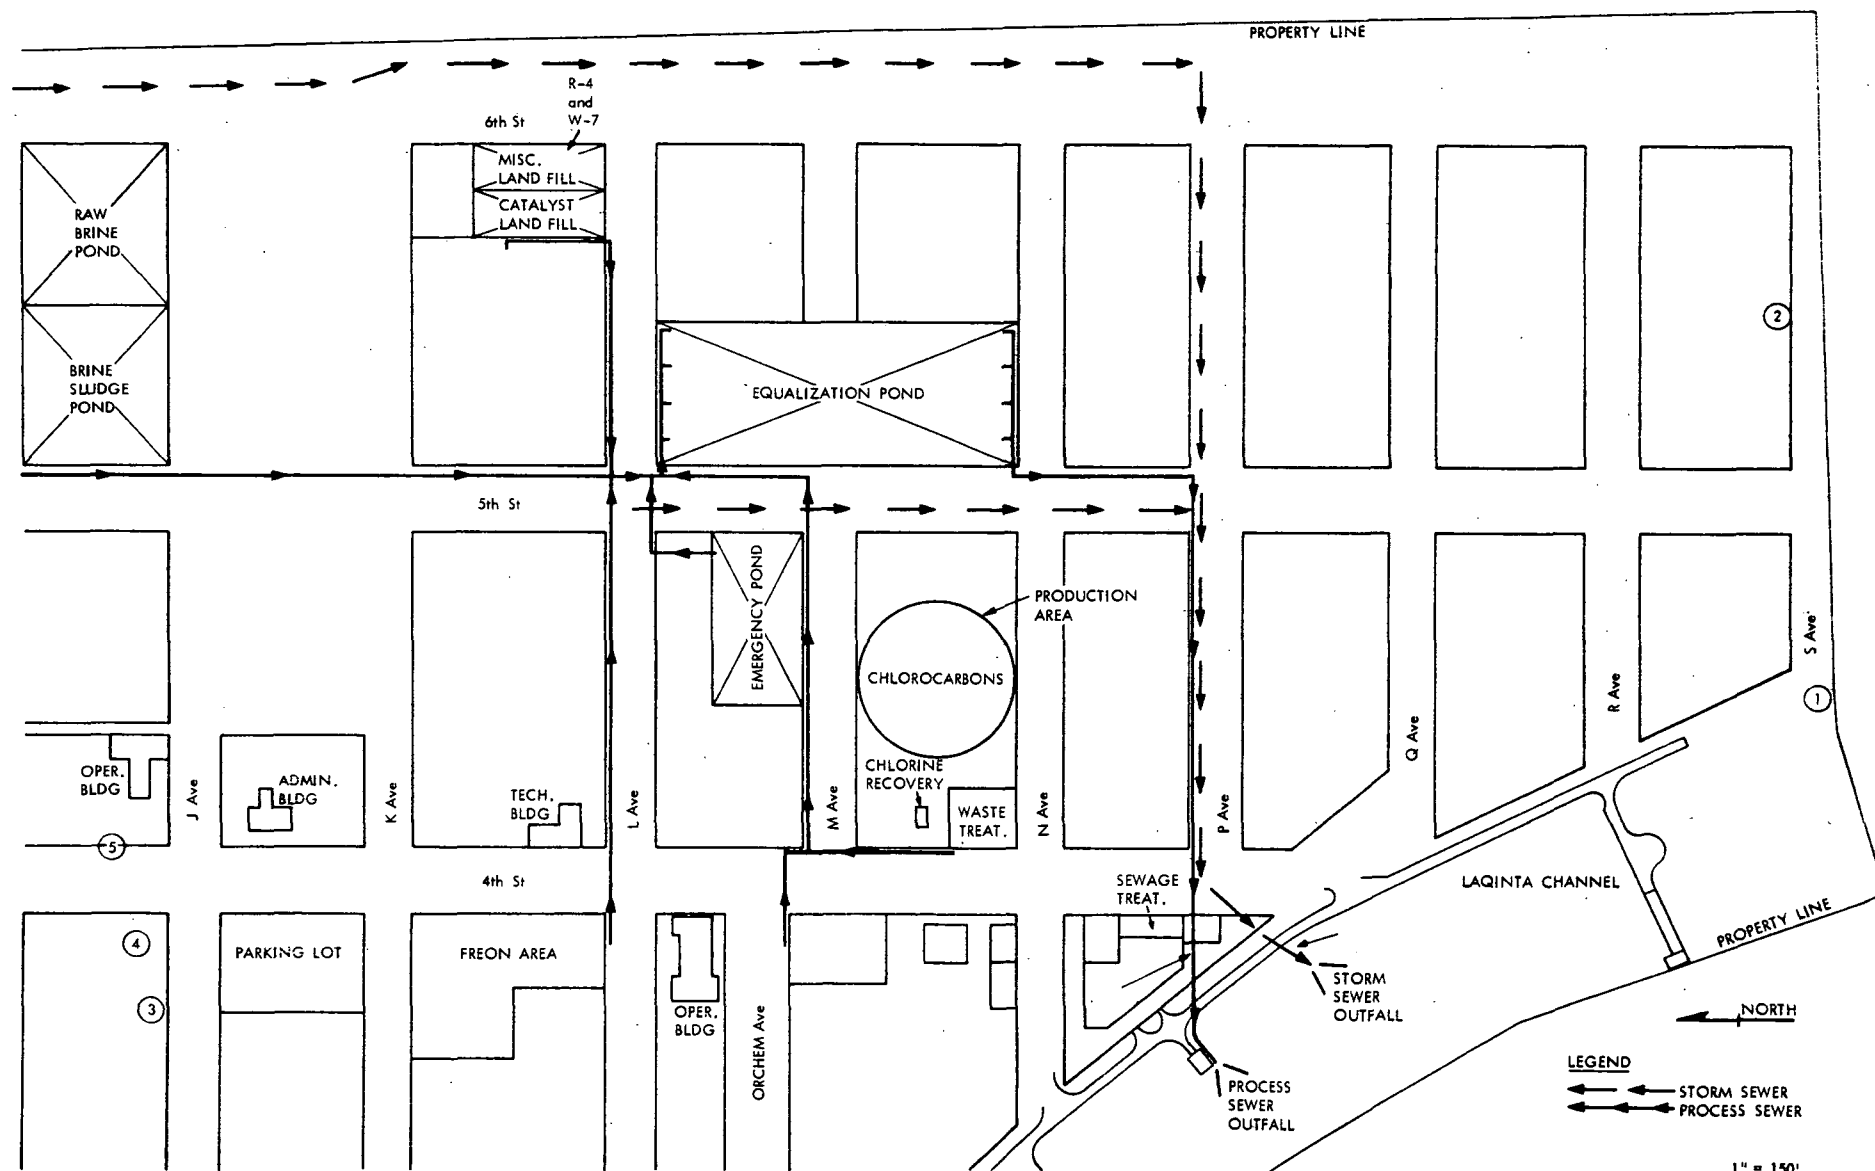 PROPERTY LINE
R-4
and
W-7
6th St
MISC.
LAND FILL
CATALYST
LAND FILL
RAW
BRINE
POND
BRINE
SLUDGE
POND
EQUALIZATION POND
2
5th St
EMERGENCY POND
PRODUCTION
AREA
CHLOROCARBONS
S Ave
1
R Ave
Q Ave
OPER.
BLDG
J Ave
ADMIN.
BLDG
K Ave
TECH.
BLDG
L Ave
M Ave
CHLORINE
RECOVERY
WASTE
TREAT.
N Ave
P Ave
5
4th St
SEWAGE
TREAT.
LAQINTA CHANNEL
PROPERTY LINE
4
PARKING LOT
FREON AREA
3
OPER.
BLDG
ORCHEM Ave
STORM
SEWER
OUTFALL
PROCESS
SEWER
OUTFALL
NORTH
LEGEND
STORM SEWER
PROCESS SEWER
1" = 150'